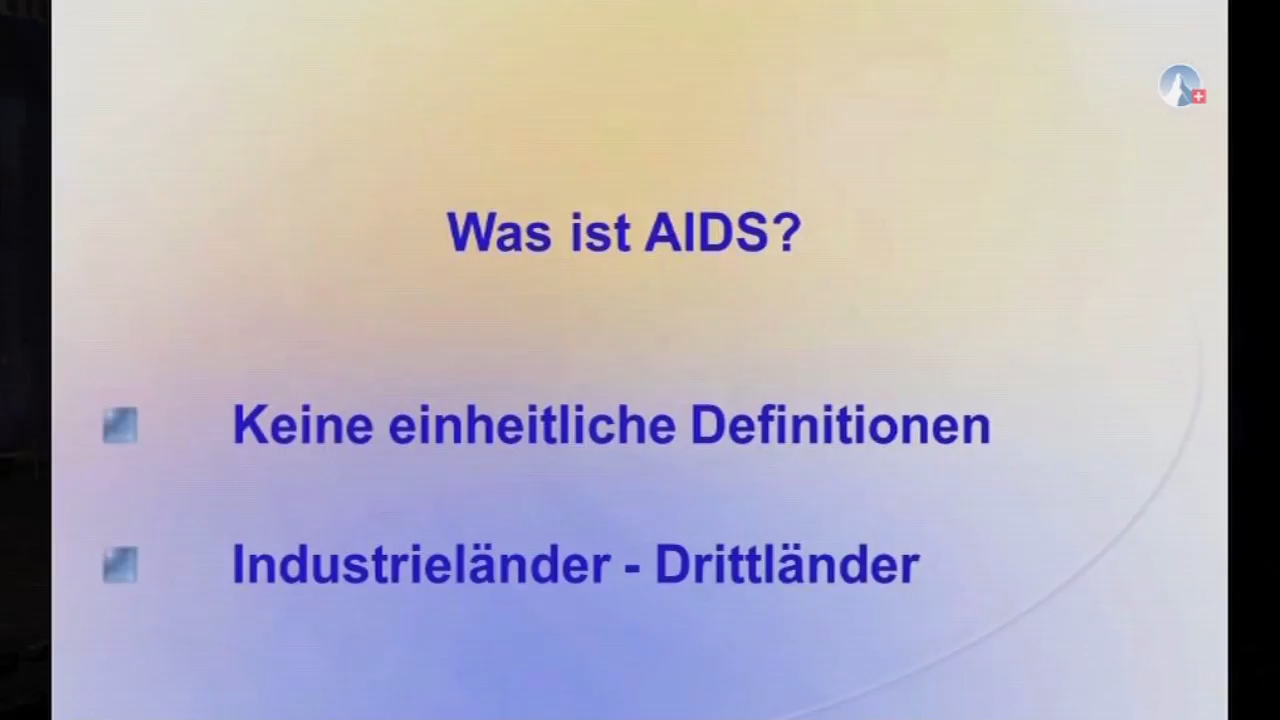 Was ist AIDS?
Keine einheitliche Definitionen
Industrieländer - Drittländer